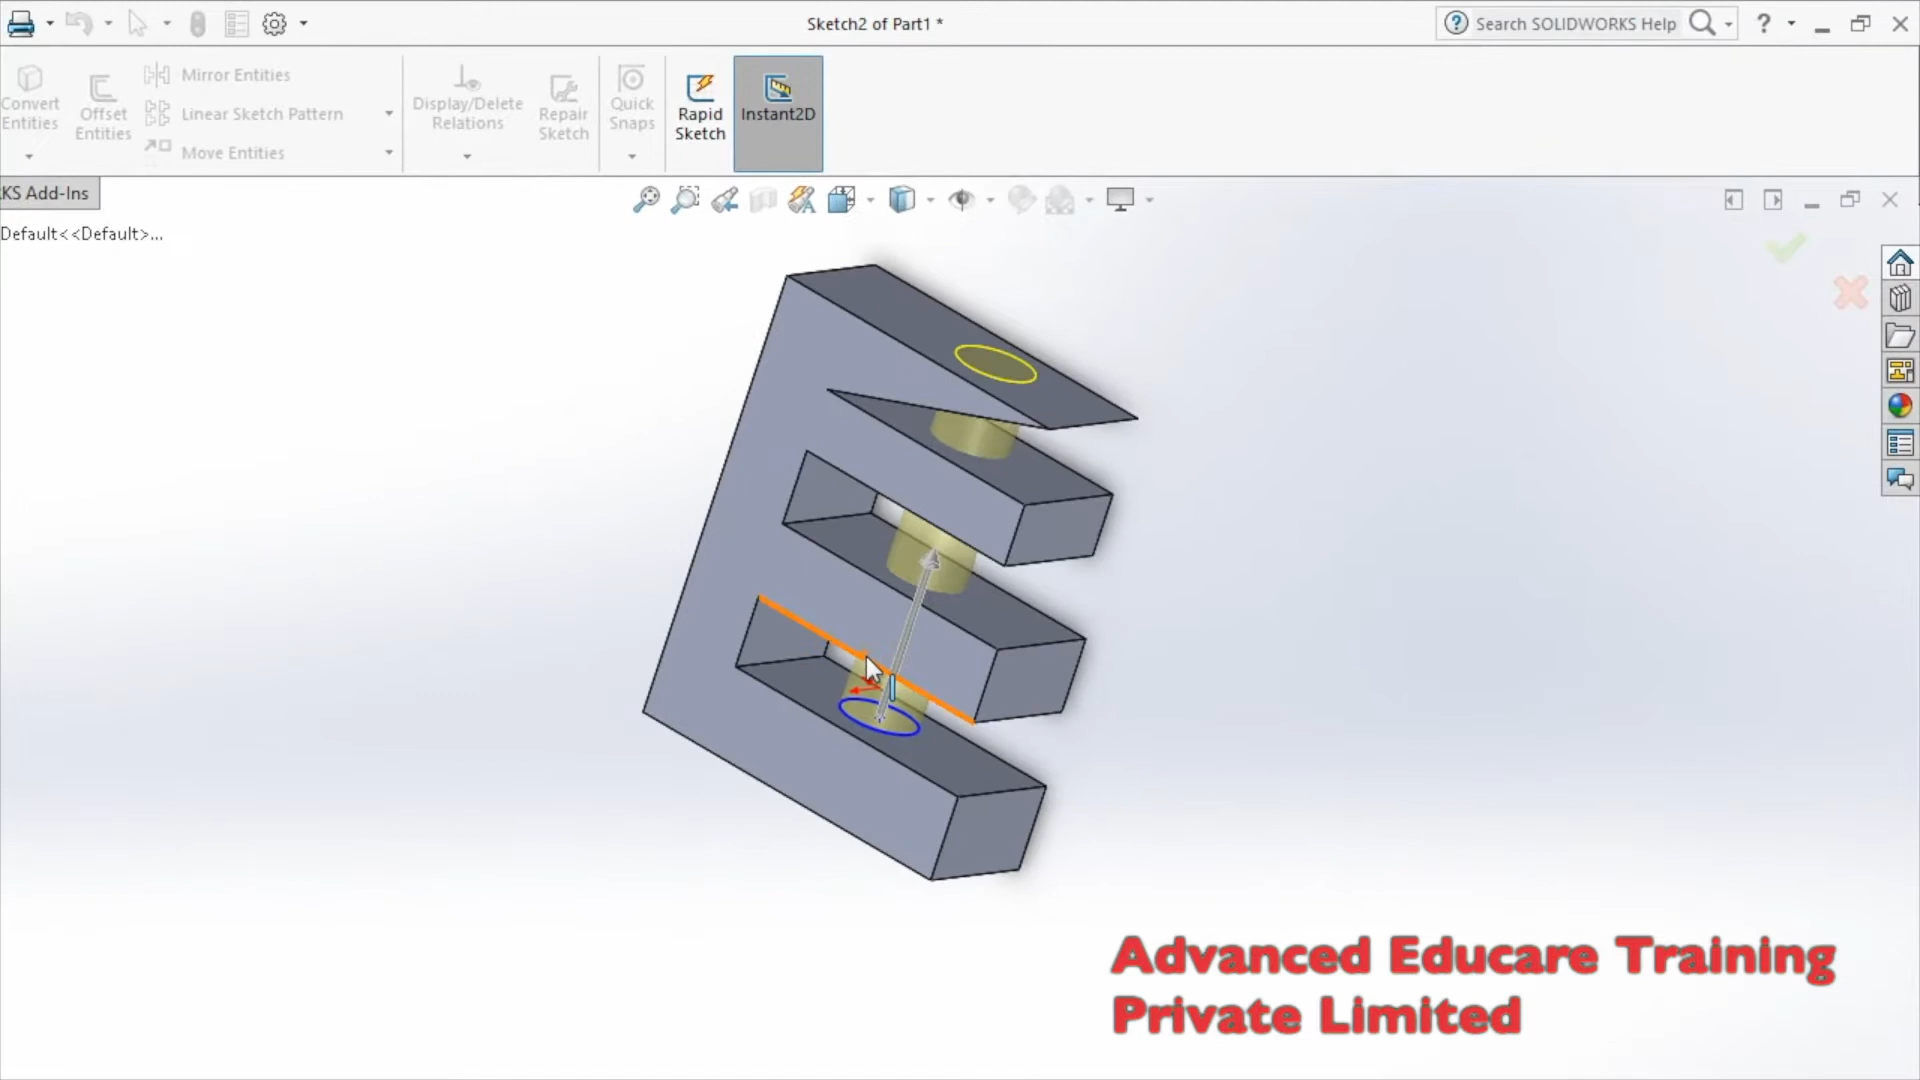 Sketch2 of Part1 *
Search SOLIDWORKS Help
?
Convert
Entities
Offset
Entities
Mirror Entities
Linear Sketch Pattern
Move Entities
Display/Delete
Relations
Repair
Sketch
Quick
Snaps
Rapid
Sketch
Instant2D
KS Add-Ins
Default<<Default>...
Advanced Educare Training
Private Limited